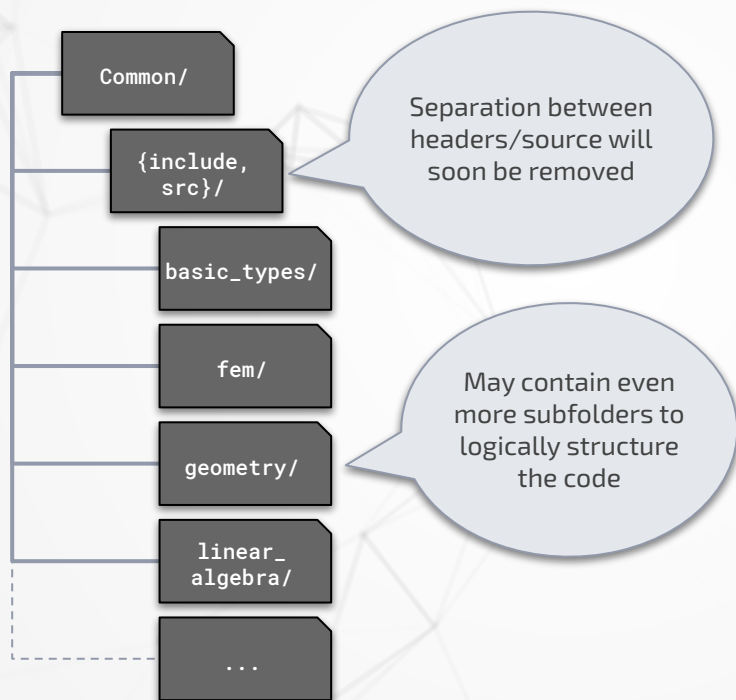 Common/
Separation between
headers/source will
soon be removed
{include,
src}/
basic_types/
fem/
May contain even
more subfolders to
logically structure
the code
geometry/
linear_
algebra/
...